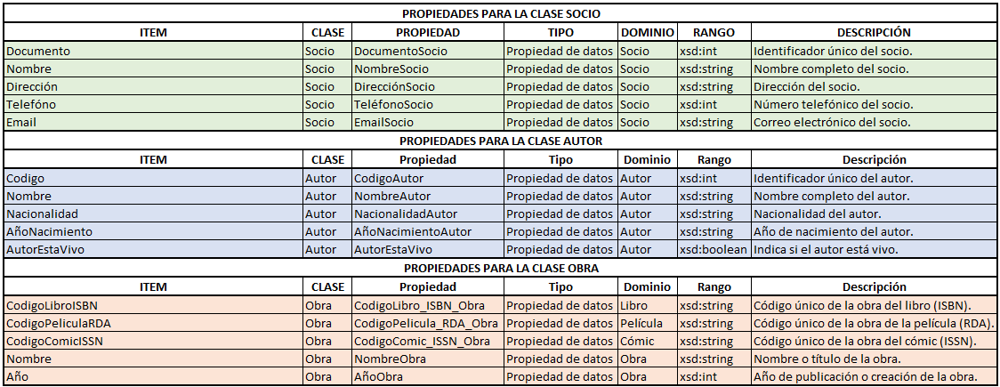 PROPIEDADES PARA LA CLASE SOCIO
ITEM CLASE PROPIEDAD TIPO DOMINIO RANGO DESCRIPCIÓN
Documento Socio DocumentoSocio Propiedad de datos Socio xsd:int Identificador único del socio.
Nombre Socio NombreSocio Propiedad de datos Socio xsd:string Nombre completo del socio.
Dirección Socio DirecciónSocio Propiedad de datos Socio xsd:string Dirección del socio.
Telefóno Socio TeléfonoSocio Propiedad de datos Socio xsd:int Número telefónico del socio.
Email Socio EmailSocio Propiedad de datos Socio xsd:string Correo electrónico del socio.
PROPIEDADES PARA LA CLASE AUTOR
ITEM CLASE Propiedad Tipo Dominio Rango Descripción
Codigo Autor CodigoAutor Propiedad de datos Autor xsd:int Identificador único del autor.
Nombre Autor NombreAutor Propiedad de datos Autor xsd:string Nombre completo del autor.
Nacionalidad Autor NacionalidadAutor Propiedad de datos Autor xsd:string Nacionalidad del autor.
AñoNacimiento Autor AñoNacimientoAutor Propiedad de datos Autor xsd:string Año de nacimiento del autor.
AutorEstaVivo Autor AutorEstaVivo Propiedad de datos Autor xsd:boolean Indica si el autor está vivo.
PROPIEDADES PARA LA CLASE OBRA
ITEM CLASE Propiedad Tipo Dominio Rango Descripción
CodigoLibroISBN Obra CodigoLibro_ISBN_Obra Propiedad de datos Libro xsd:string Código único de la obra del libro (ISBN).
CodigoPeliculaRDA Obra CodigoPelicula_RDA_Obra Propiedad de datos Película xsd:string Código único de la obra de la película (RDA).
CodigoComicISSN Obra CodigoComic_ISSN_Obra Propiedad de datos Cómic xsd:string Código único de la obra del cómic (ISSN).
Nombre Obra NombreObra Propiedad de datos Obra xsd:string Nombre o título de la obra.
Año Obra AñoObra Propiedad de datos Obra xsd:int Año de publicación o creación de la obra.